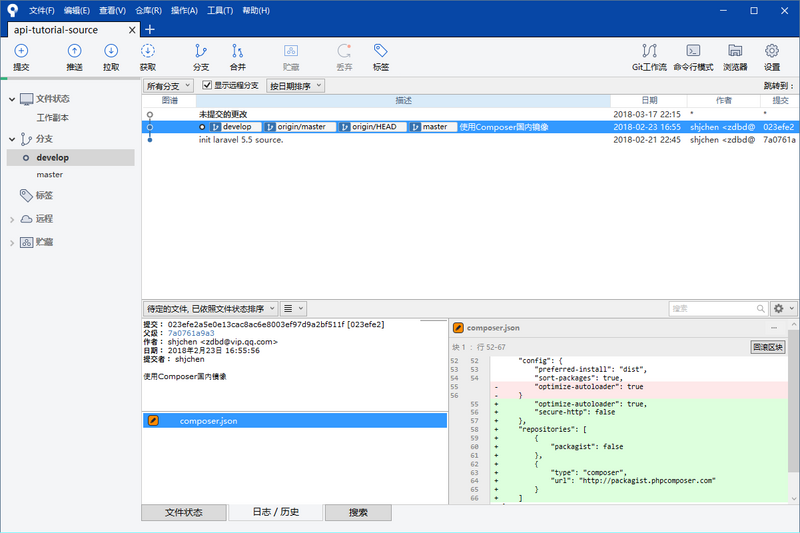 文件(F) 编辑(E) 查看(V) 仓库(R) 操作(A) 工具(T) 帮助(H)
api-tutorial-source
提交 推送 拉取 获取 分支 合并 贮藏 丢弃 标签 Git工作流 命令行模式 浏览器 设置
文件状态
工作副本
分支
develop
master
标签
远程
贮藏
所有分支 显示远程分支 按日期排序 跳转到：
图谱 描述 日期 作者 提交
未提交的更改 2018-03-17 22:15 * *
develop origin/master origin/HEAD master 使用Composer国内镜像 2018-02-23 16:55 shjchen <zdbd@ 023efe2
init laravel 5.5 source. 2018-02-21 22:45 shjchen <zdbd@ 7a0761a
待定的文件, 已依照文件状态排序 搜索
提交： 023efe2a5e0e13cac8ac6e8003ef97d9a2bf511f [023efe2]
父级： 7a0761a9a3
作者： shjchen <zdbd@vip.qq.com>
日期： 2018年2月23日 16:55:56
提交者： shjchen
使用Composer国内镜像
composer.json
composer.json
块 1 ： 行 52-67 回滚区块
52 52 "config": {
53 53 "preferred-install": "dist",
54 54 "sort-packages": true,
55 - "optimize-autoloader": true
56 - }
55 + "optimize-autoloader": true,
56 + "secure-http": false
57 + },
58 + "repositories": [
59 + {
60 + "packagist": false
61 + },
62 + {
63 + "type": "composer",
64 + "url": "http://packagist.phpcomposer.com"
65 + }
66 + ]
文件状态 日志 / 历史 搜索